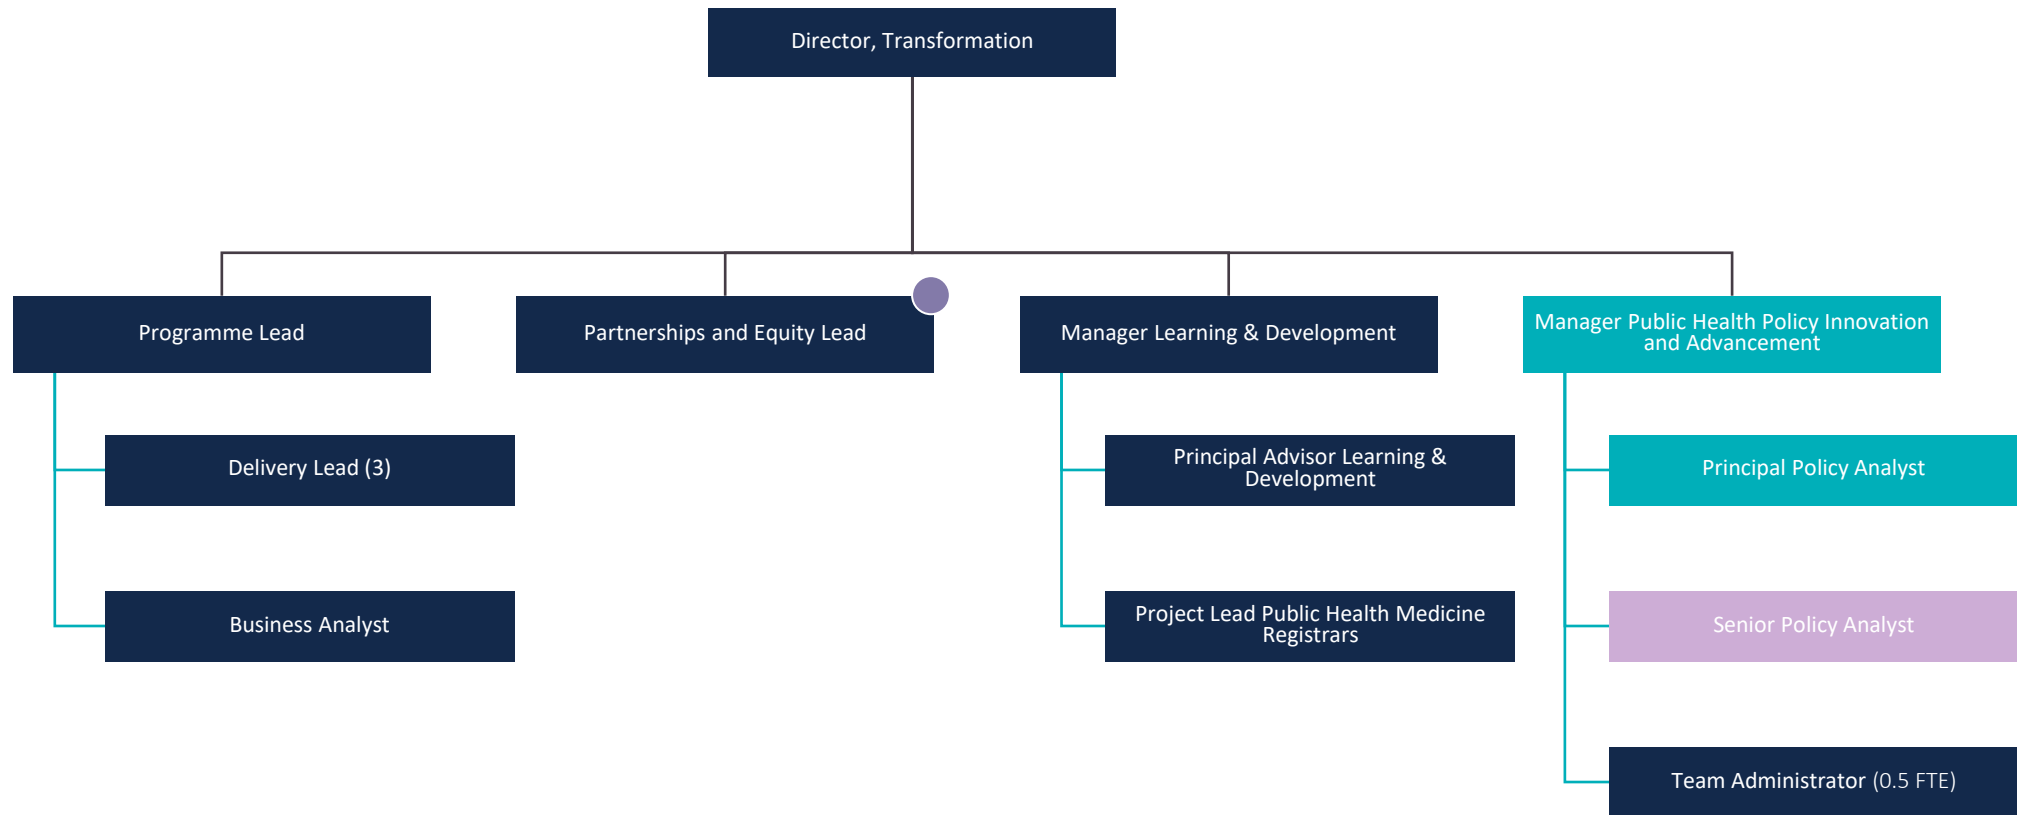 Director, Transformation
Programme Lead
Partnerships and Equity Lead
Manager Learning & Development
Manager Public Health Policy Innovation
and Advancement
Delivery Lead (3)
Principal Advisor Learning &
Development
Principal Policy Analyst
Business Analyst
Project Lead Public Health Medicine
Registrars
Senior Policy Analyst
Team Administrator (0.5 FTE)